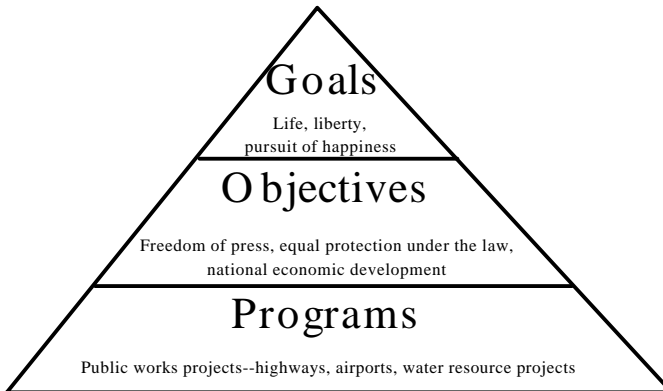 Goals
Life, liberty,
pursuit of happiness
Objectives
Freedom of press, equal protection under the law,
national economic development
Programs
Public works projects--highways, airports, water resource projects